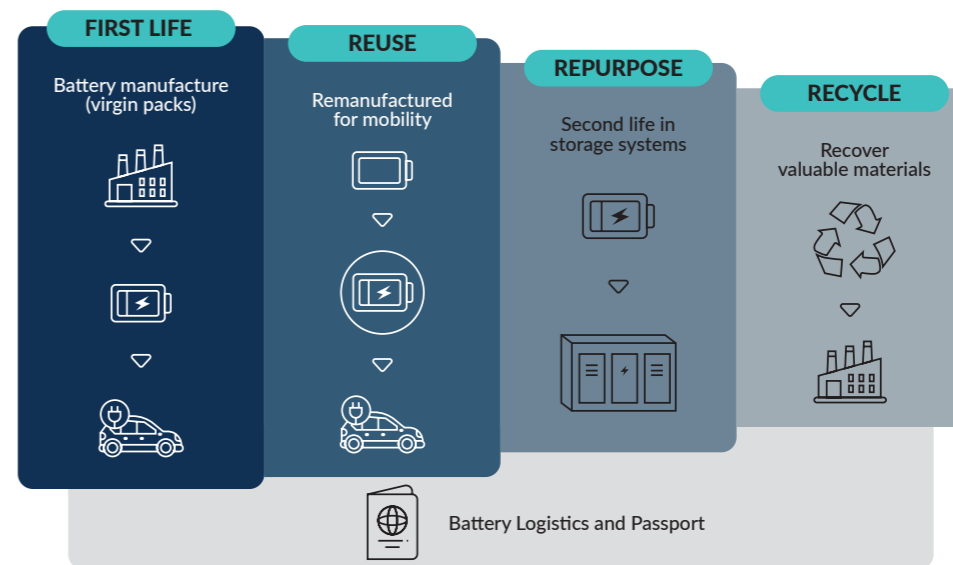 FIRST LIFE
Battery manufacture
(virgin packs)
REUSE
Remanufactured
for mobility
REPURPOSE
Second life in
storage systems
RECYCLE
Recover
valuable materials
Battery Logistics and Passport